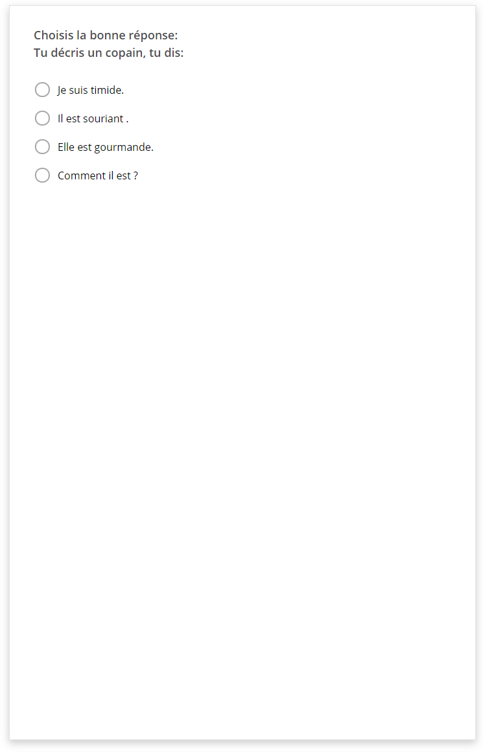 Choisis la bonne réponse:
Tu décris un copain, tu dis:
Je suis timide.
Il est souriant .
Elle est gourmande.
Comment il est ?